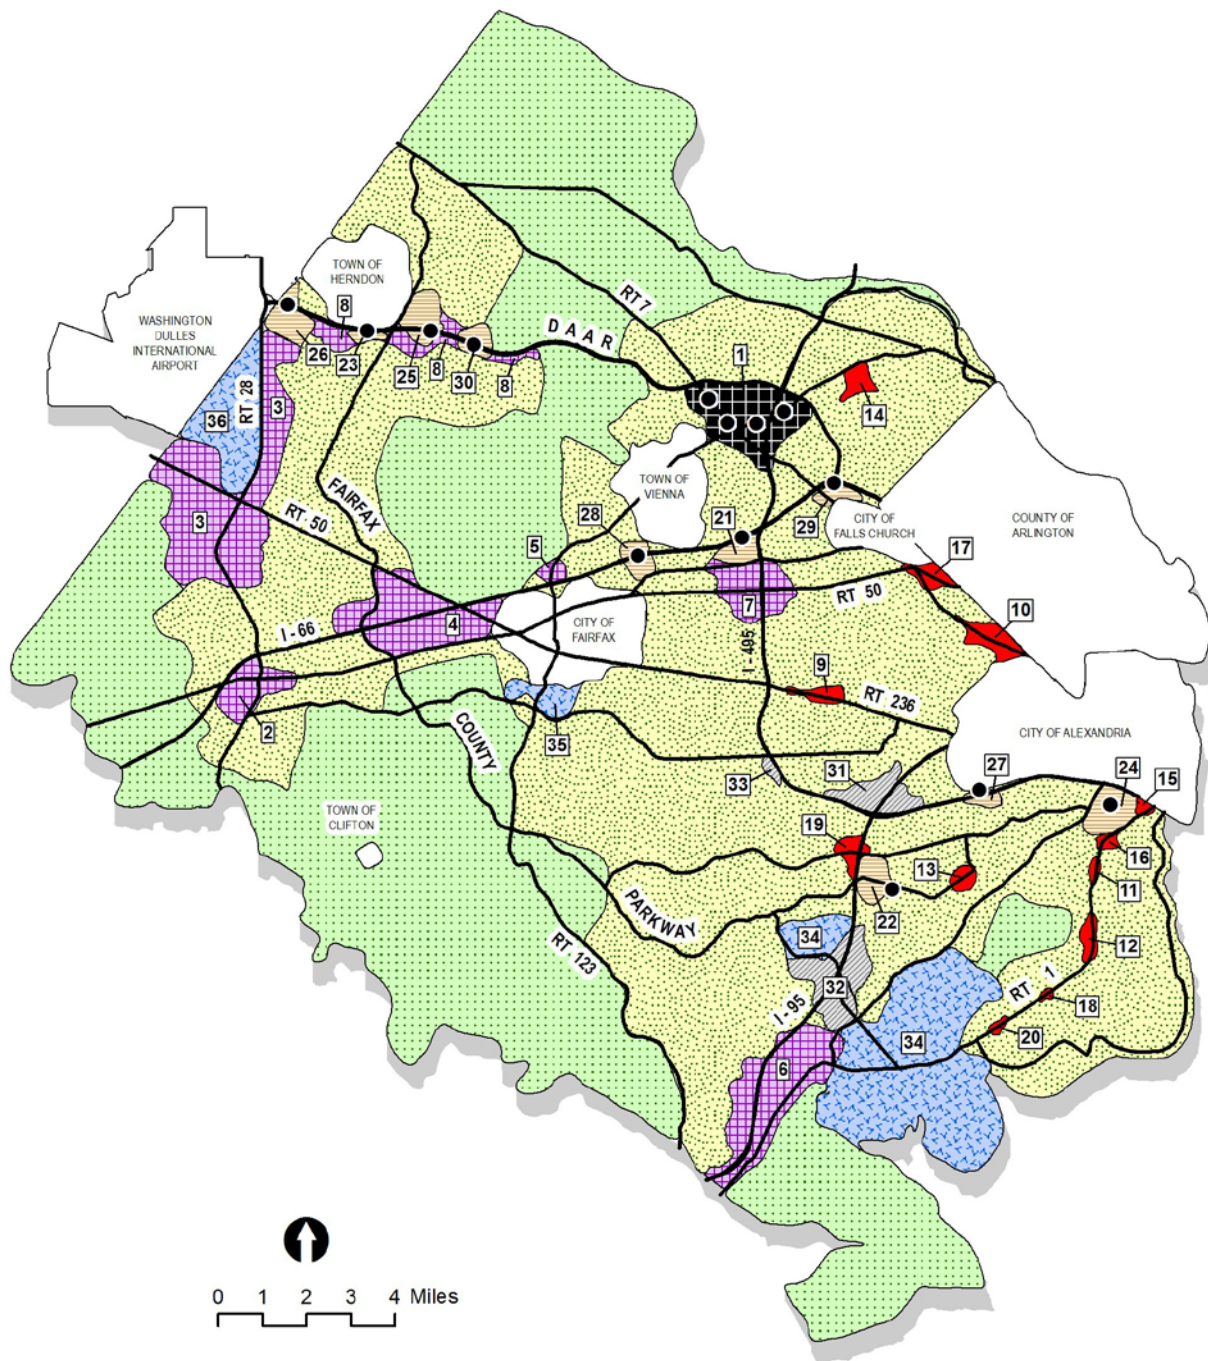 TOWN OF
HERNDON
WASHINGTON
DULLES
INTERNATIONAL
AIRPORT
8
26
23
25
8
30
8
RT 7
DAAR
1
14
36
RT 28
3
3
FAIRFAX
RT 50
TOWN OF
VIENNA
28
21
29
CITY OF
FALLS CHURCH
COUNTY OF
ARLINGTON
5
17
7
RT 50
10
I - 66
4
CITY OF
FAIRFAX
I - 495
9
RT 236
2
COUNTY
35
CITY OF ALEXANDRIA
33
31
27
24
15
TOWN OF
CLIFTON
19
16
13
11
PARKWAY
22
12
RT 123
34
32
RT 1
18
I - 95
20
34
6
0 1 2 3 4 Miles